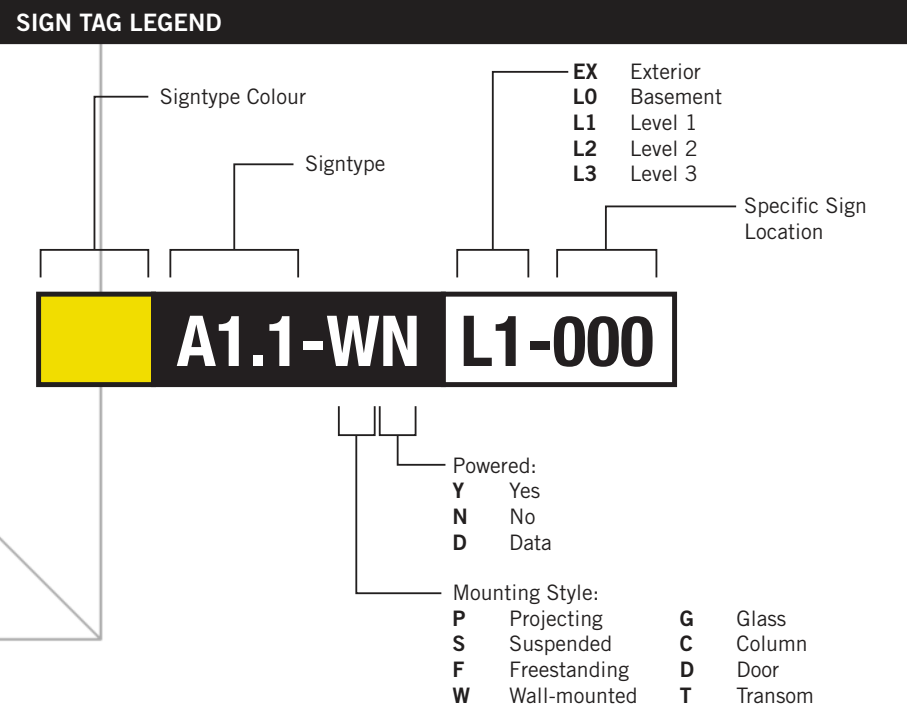 SIGN TAG LEGEND
Signtype Colour
Signtype
EX Exterior
L0 Basement
L1 Level 1
L2 Level 2
L3 Level 3
Specific Sign
Location
A1.1-WN L1-000
Powered:
Y Yes
N No
D Data
Mounting Style:
P Projecting G Glass
S Suspended C Column
F Freestanding D Door
W Wall-mounted T Transom